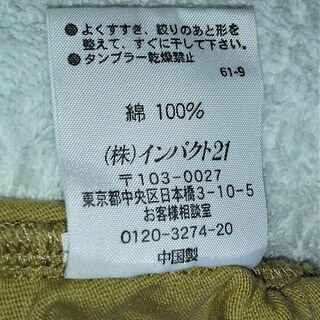 ●よくすすぎ、絞りのあと形を
整えて、すぐに干して下さい。
●タンブラー乾燥禁止
61-9
綿 100%
(株)インパクト21
〒103-0027
東京都中央区日本橋3-10-5
お客様相談室
0120-3274-20
中国製